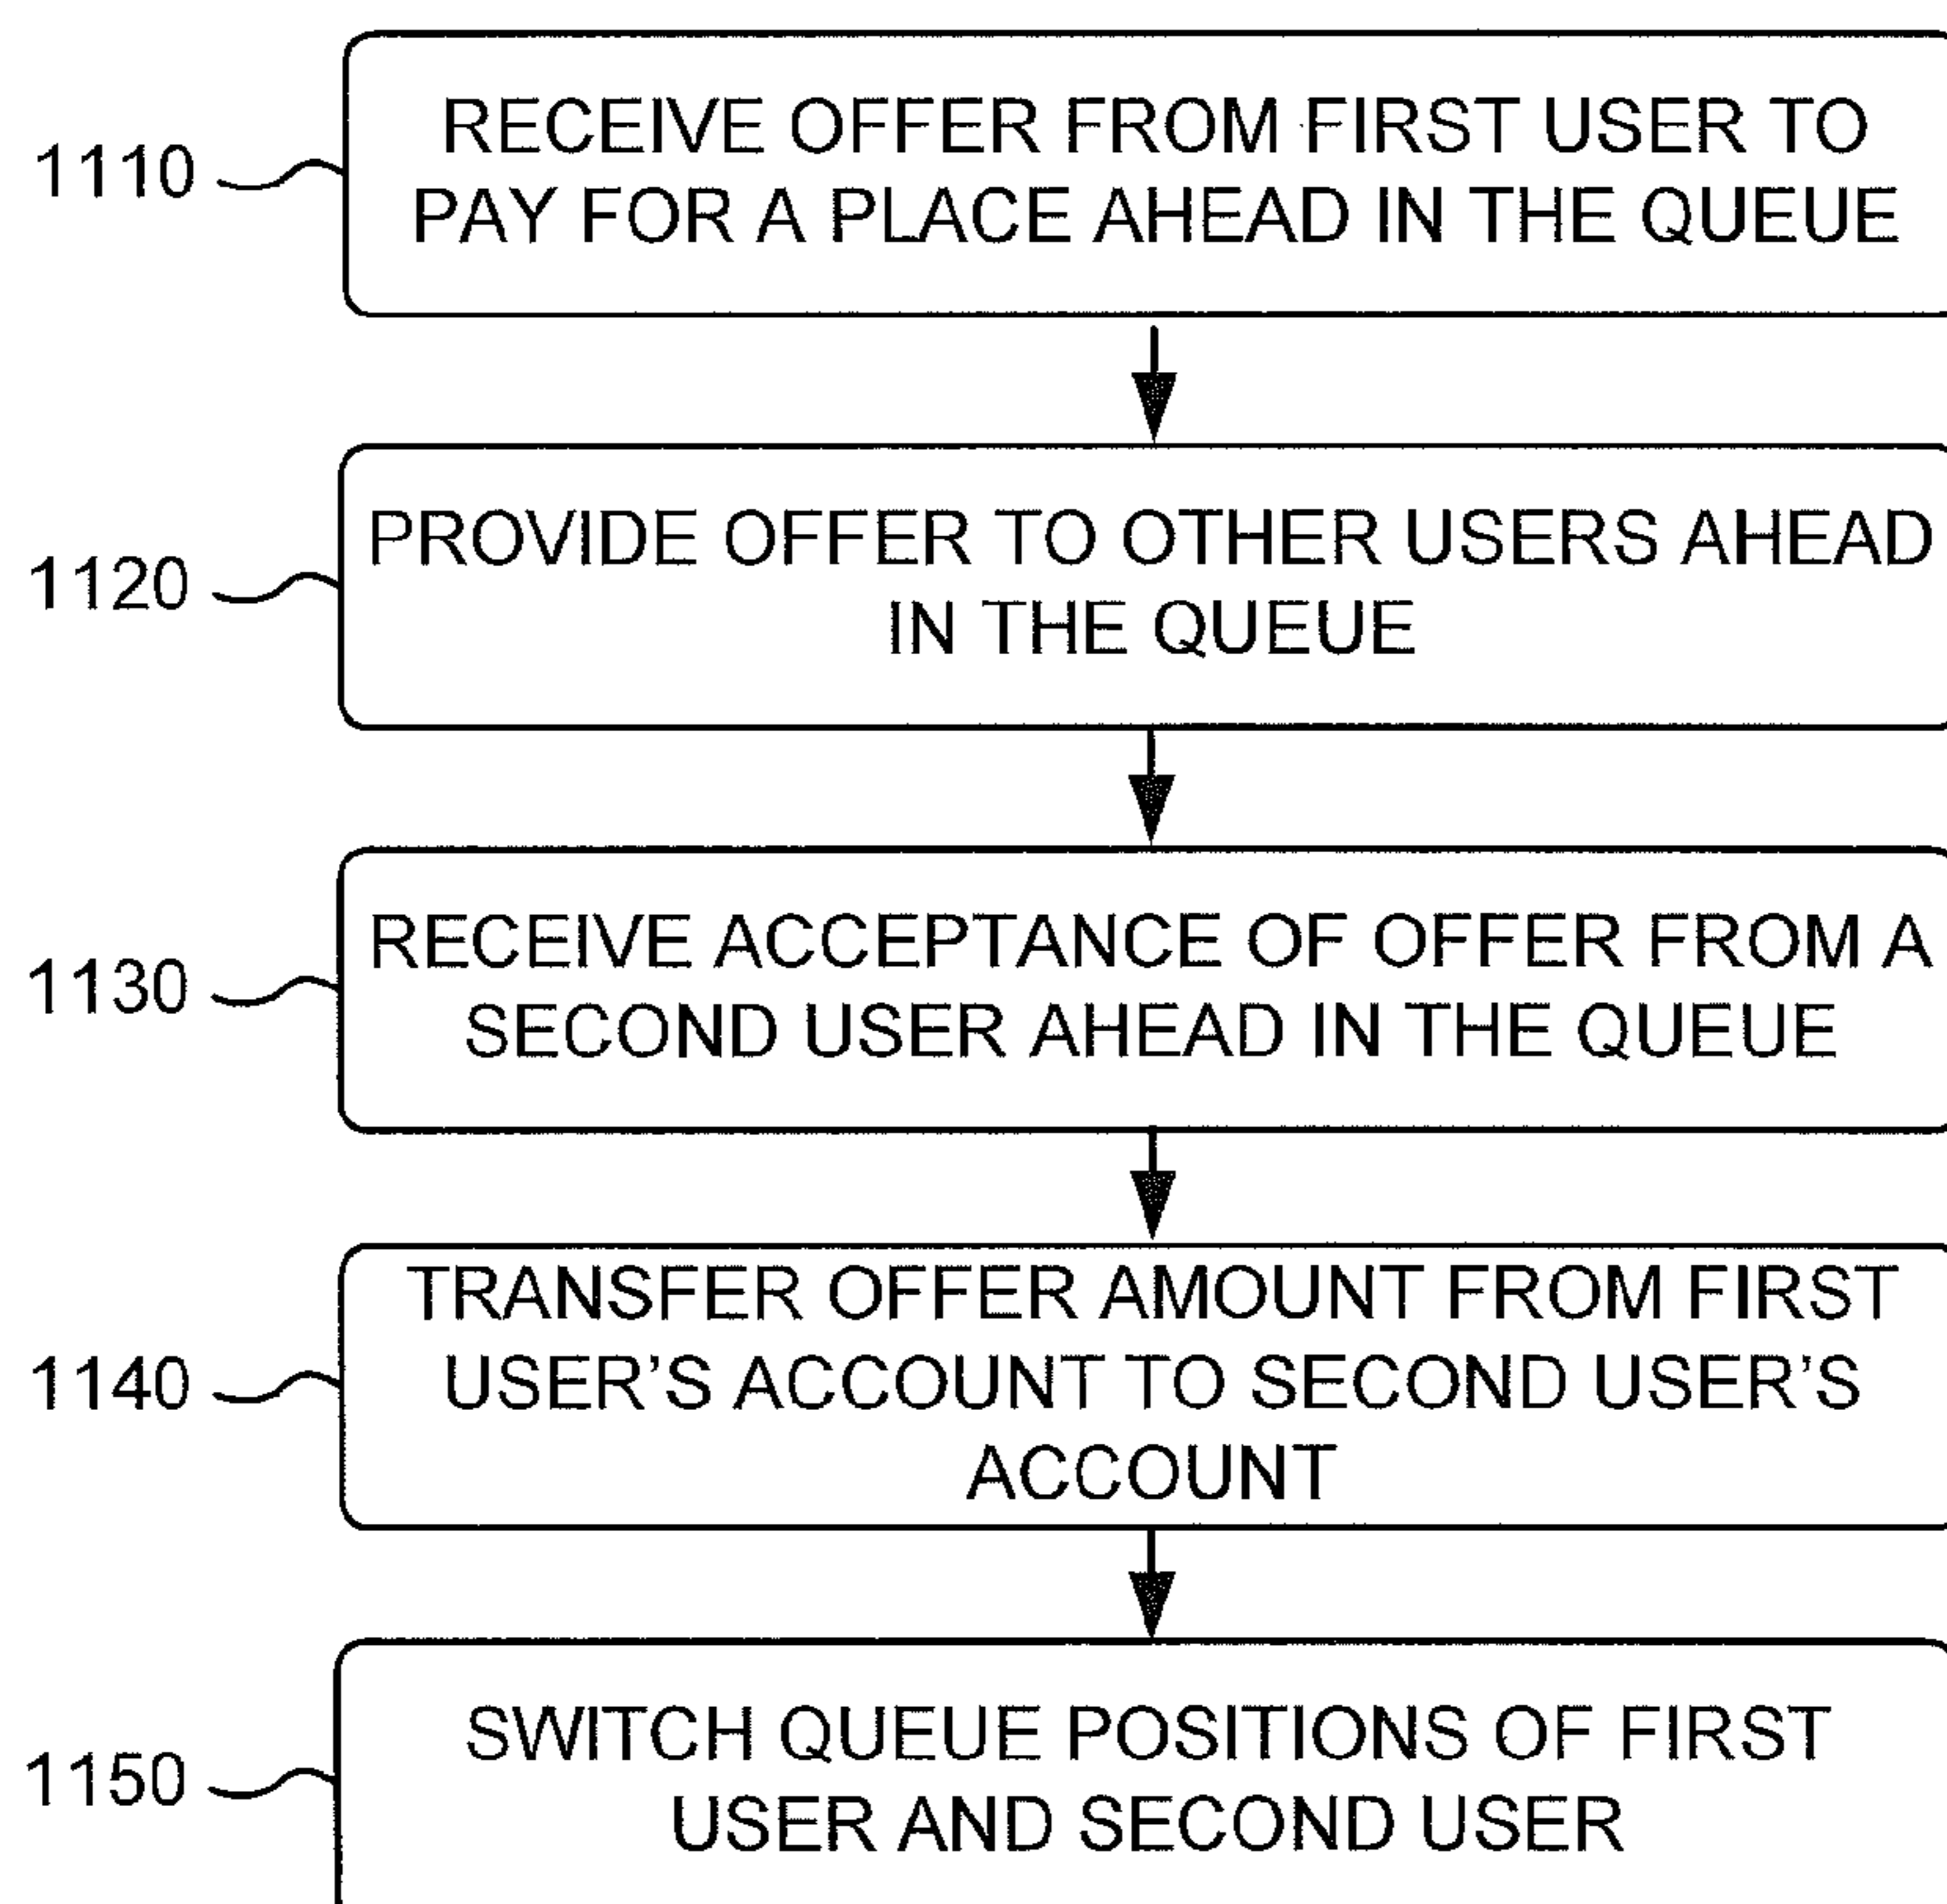 1110
RECEIVE OFFER FROM FIRST USER TO
PAY FOR A PLACE AHEAD IN THE QUEUE
1120
PROVIDE OFFER TO OTHER USERS AHEAD
IN THE QUEUE
1130
RECEIVE ACCEPTANCE OF OFFER FROM A
SECOND USER AHEAD IN THE QUEUE
1140
TRANSFER OFFER AMOUNT FROM FIRST
USER'S ACCOUNT TO SECOND USER'S
ACCOUNT
1150
SWITCH QUEUE POSITIONS OF FIRST
USER AND SECOND USER